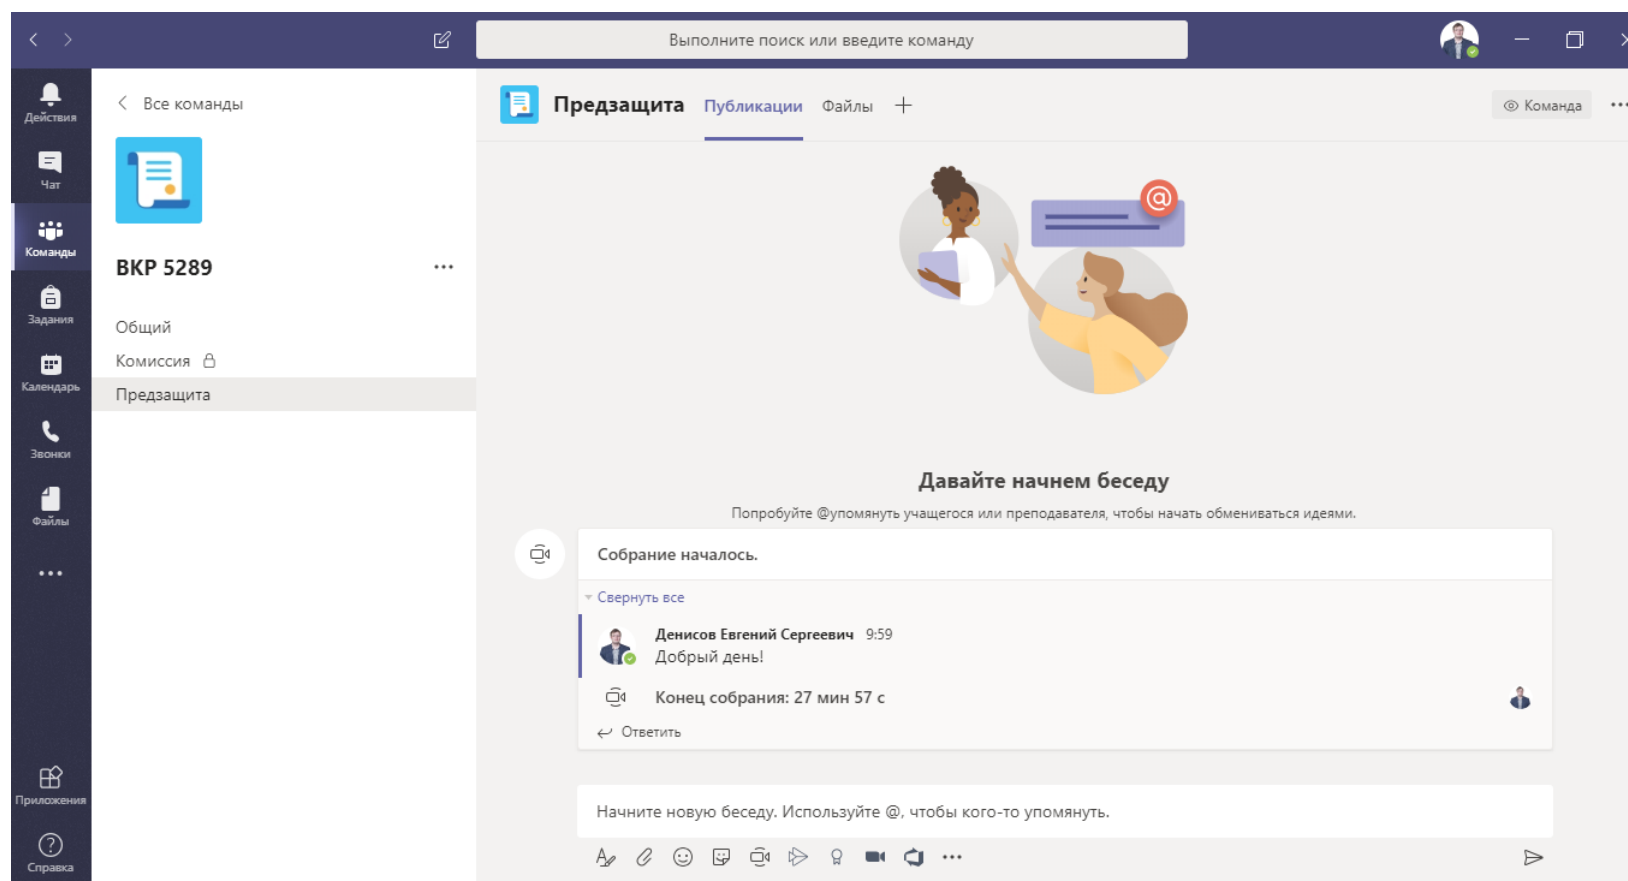 Выполните поиск или введите команду
Действия
Чат
Команды
Задания
Календарь
Звонки
Файлы
Приложения
Справка
Все команды
ВКР 5289
Общий
Комиссия
Предзащита
Предзащита Публикации Файлы
Команда
@
Давайте начнем беседу
Попробуйте @упомянуть учащегося или преподавателя, чтобы начать обмениваться идеями.
Собрание началось.
Свернуть все
Денисов Евгений Сергеевич 9:59
Добрый день!
Конец собрания: 27 мин 57 с
Ответить
Начните новую беседу. Используйте @, чтобы кого-то упомянуть.